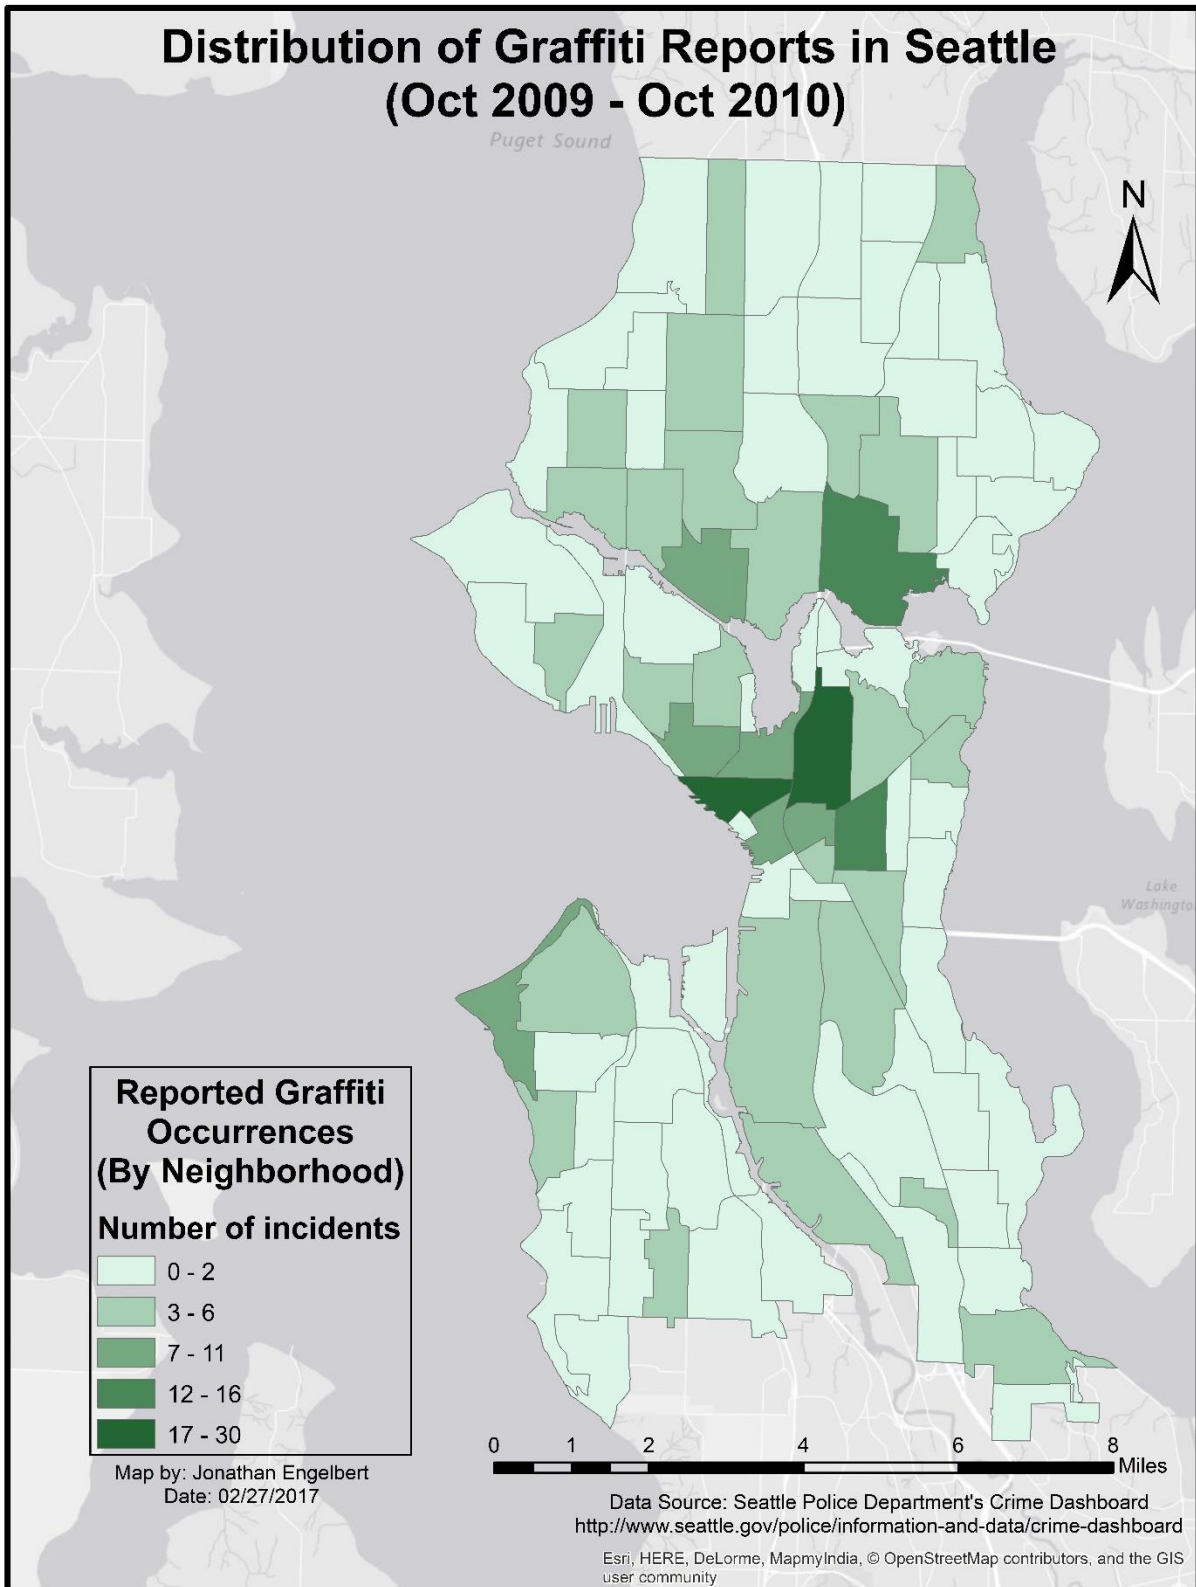 Distribution of Graffiti Reports in Seattle
(Oct 2009 - Oct 2010)
Puget Sound
N
Lake
Washingto
Reported Graffiti
Occurrences
(By Neighborhood)
Number of incidents
0 - 2
3 - 6
7 - 11
12 - 16
17 - 30
Map by: Jonathan Engelbert
Date: 02/27/2017
0 1 2 4 6 8
Miles
Data Source: Seattle Police Department's Crime Dashboard
http://www.seattle.gov/police/information-and-data/crime-dashboard
Esri, HERE, DeLorme, MapmyIndia, © OpenStreetMap contributors, and the GIS
user community